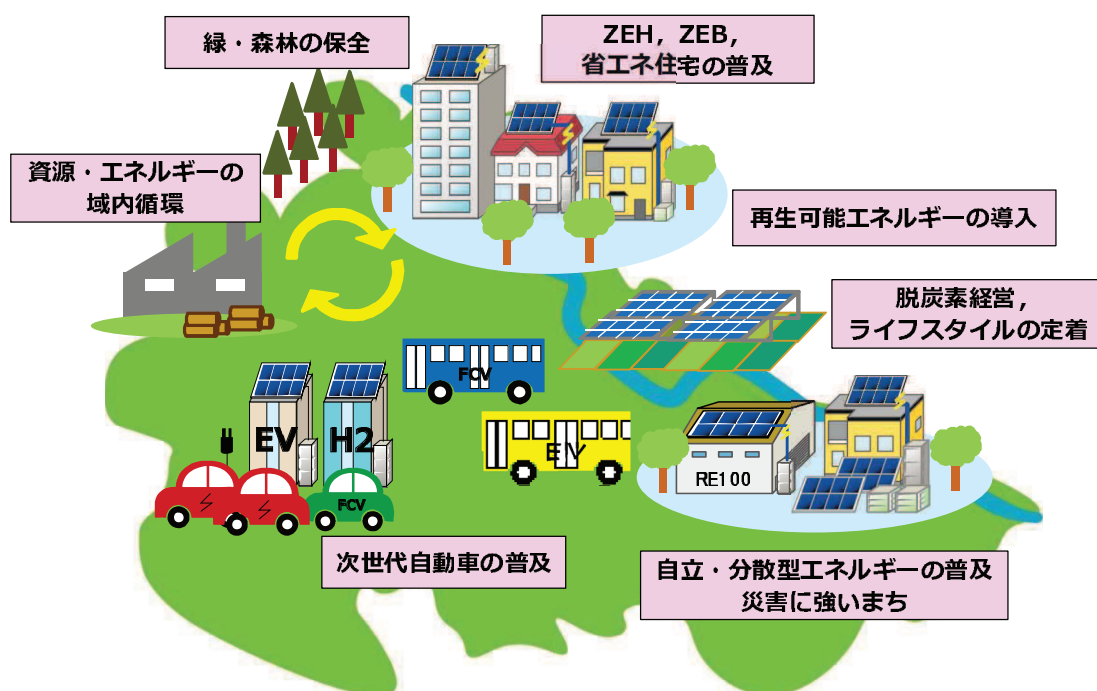 緑・森林の保全
ZEH，ZEB，
省エネ住宅の普及
資源・エネルギーの
域内循環
再生可能エネルギーの導入
脱炭素経営，
ライフスタイルの定着
FCV
EV
EV
H2
FCV
RE100
次世代自動車の普及
自立・分散型エネルギーの普及
災害に強いまち